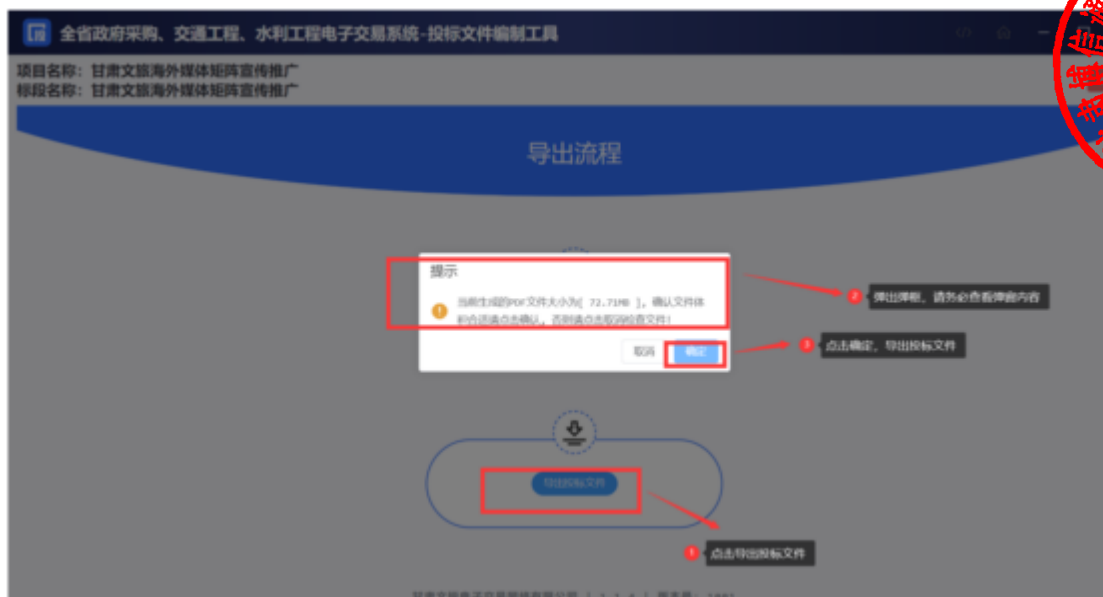 全省政府采购、交通工程、水利工程电子交易系统-投标文件编制工具
项目名称：甘肃文旅海外媒体矩阵宣传推广
标段名称：甘肃文旅海外媒体矩阵宣传推广
导出流程
提示
当前生成的PDF文件大小为[ 72.71MB ]，确认文件体
积合适请点击确认，否则请点击取消检查文件！
取消 确定
2 弹出弹框，请务必查看弹窗内容
3 点击确定，导出投标文件
导出投标文件
1 点击导出投标文件